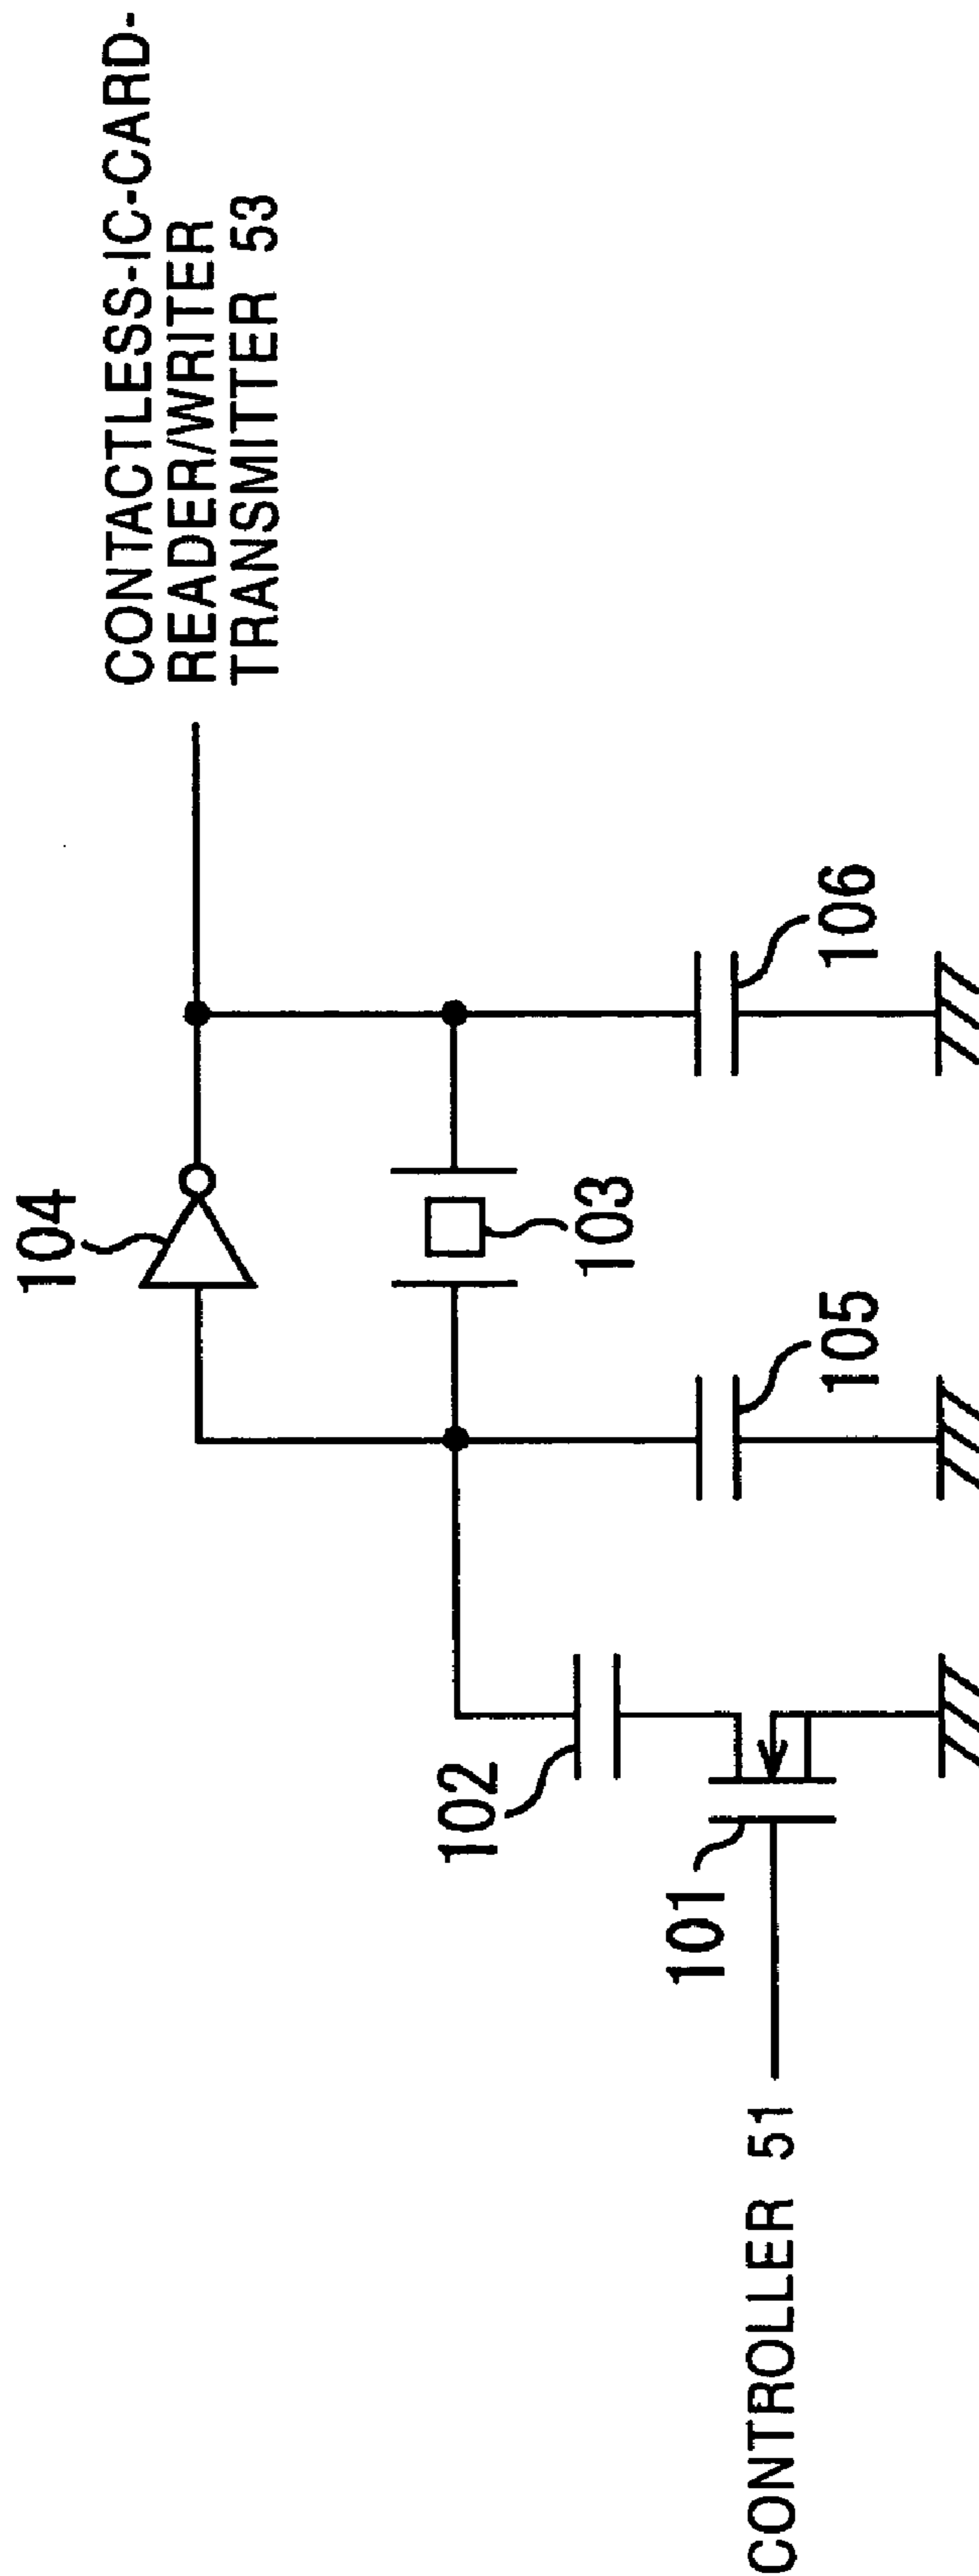 CONTACTLESS-IC-CARD-
READER/WRITER
TRANSMITTER 53
104
103
106
105
102
101
CONTROLLER 51